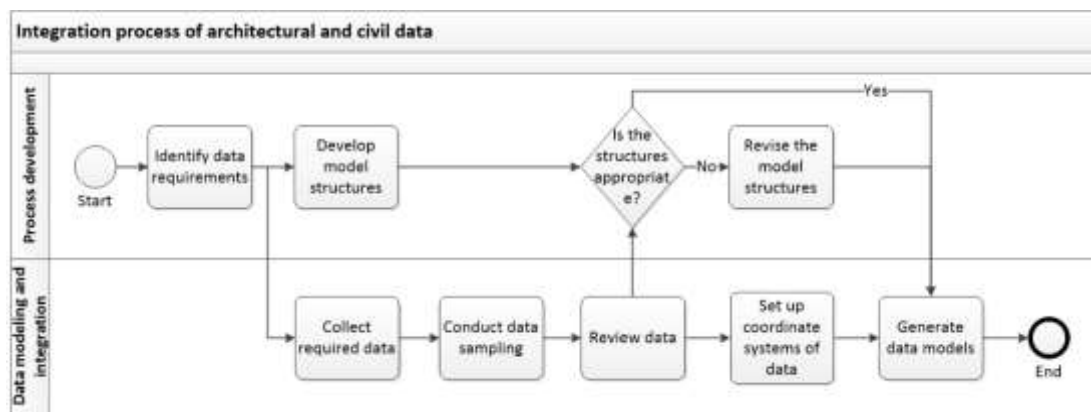 Integration process of architectural and civil data
Process development
Start
Identify data
requirements
Develop
model
structures
Is the
structures
appropriat
e?
Yes
No
Revise the
model
structures
Data modeling and
integration
Collect
required data
Conduct data
sampling
Review data
Set up
coordinate
systems of
data
Generate
data models
End